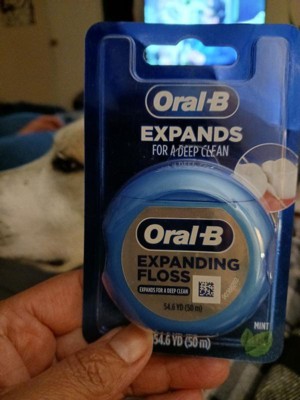 Oral-B
EXPANDS
FOR A DEEP CLEAN
Oral-B
EXPANDING
FLOSS
EXPANDS FOR A DEEP CLEAN
54.6 YD (50 m)
MINT
54.6 YD (50 m)